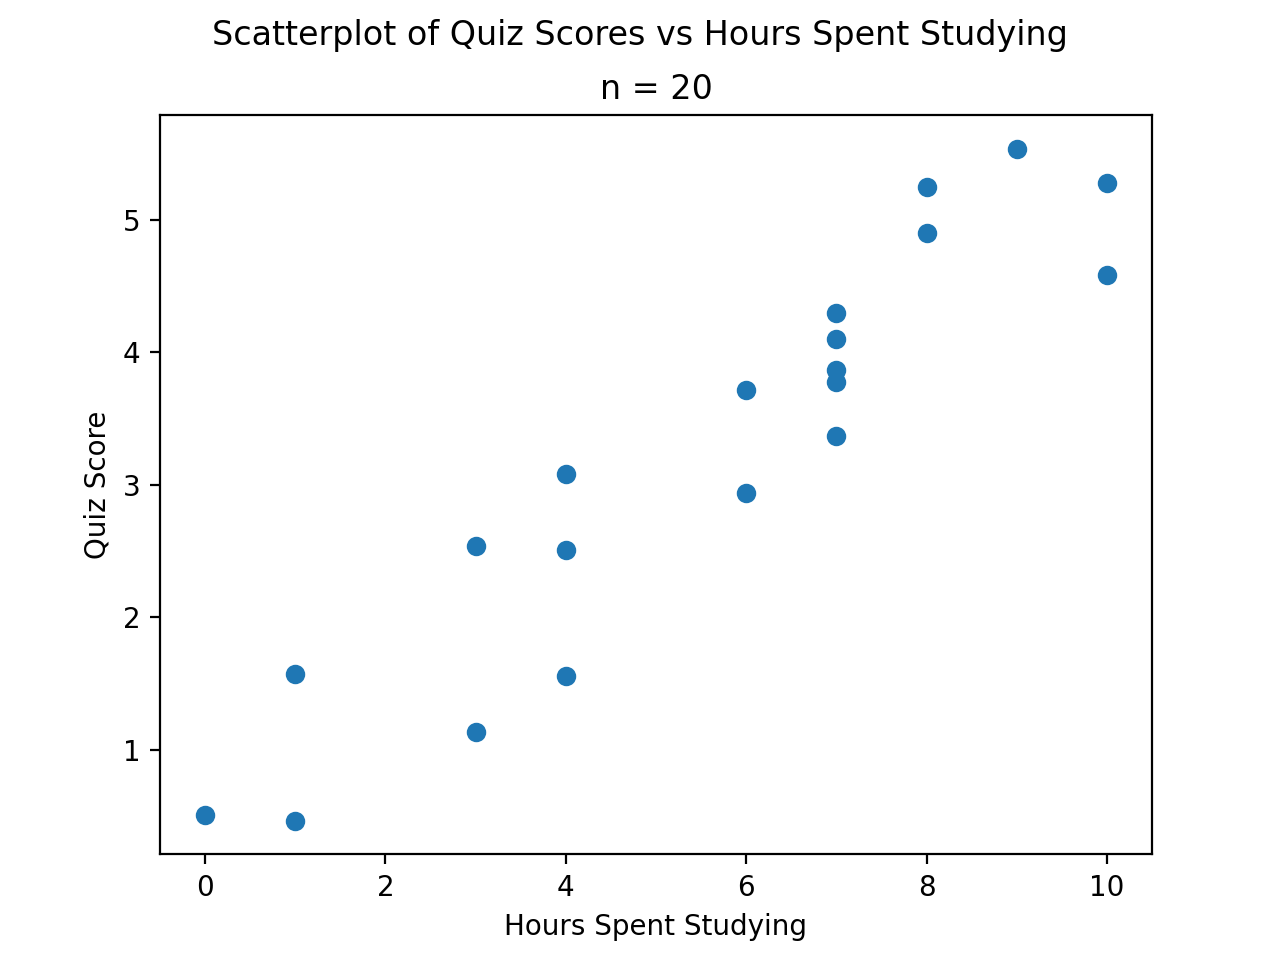 Scatterplot of Quiz Scores vs Hours Spent Studying
n = 20
5
4
3
2
1
Quiz Score
0 2 4 6 8 10
Hours Spent Studying